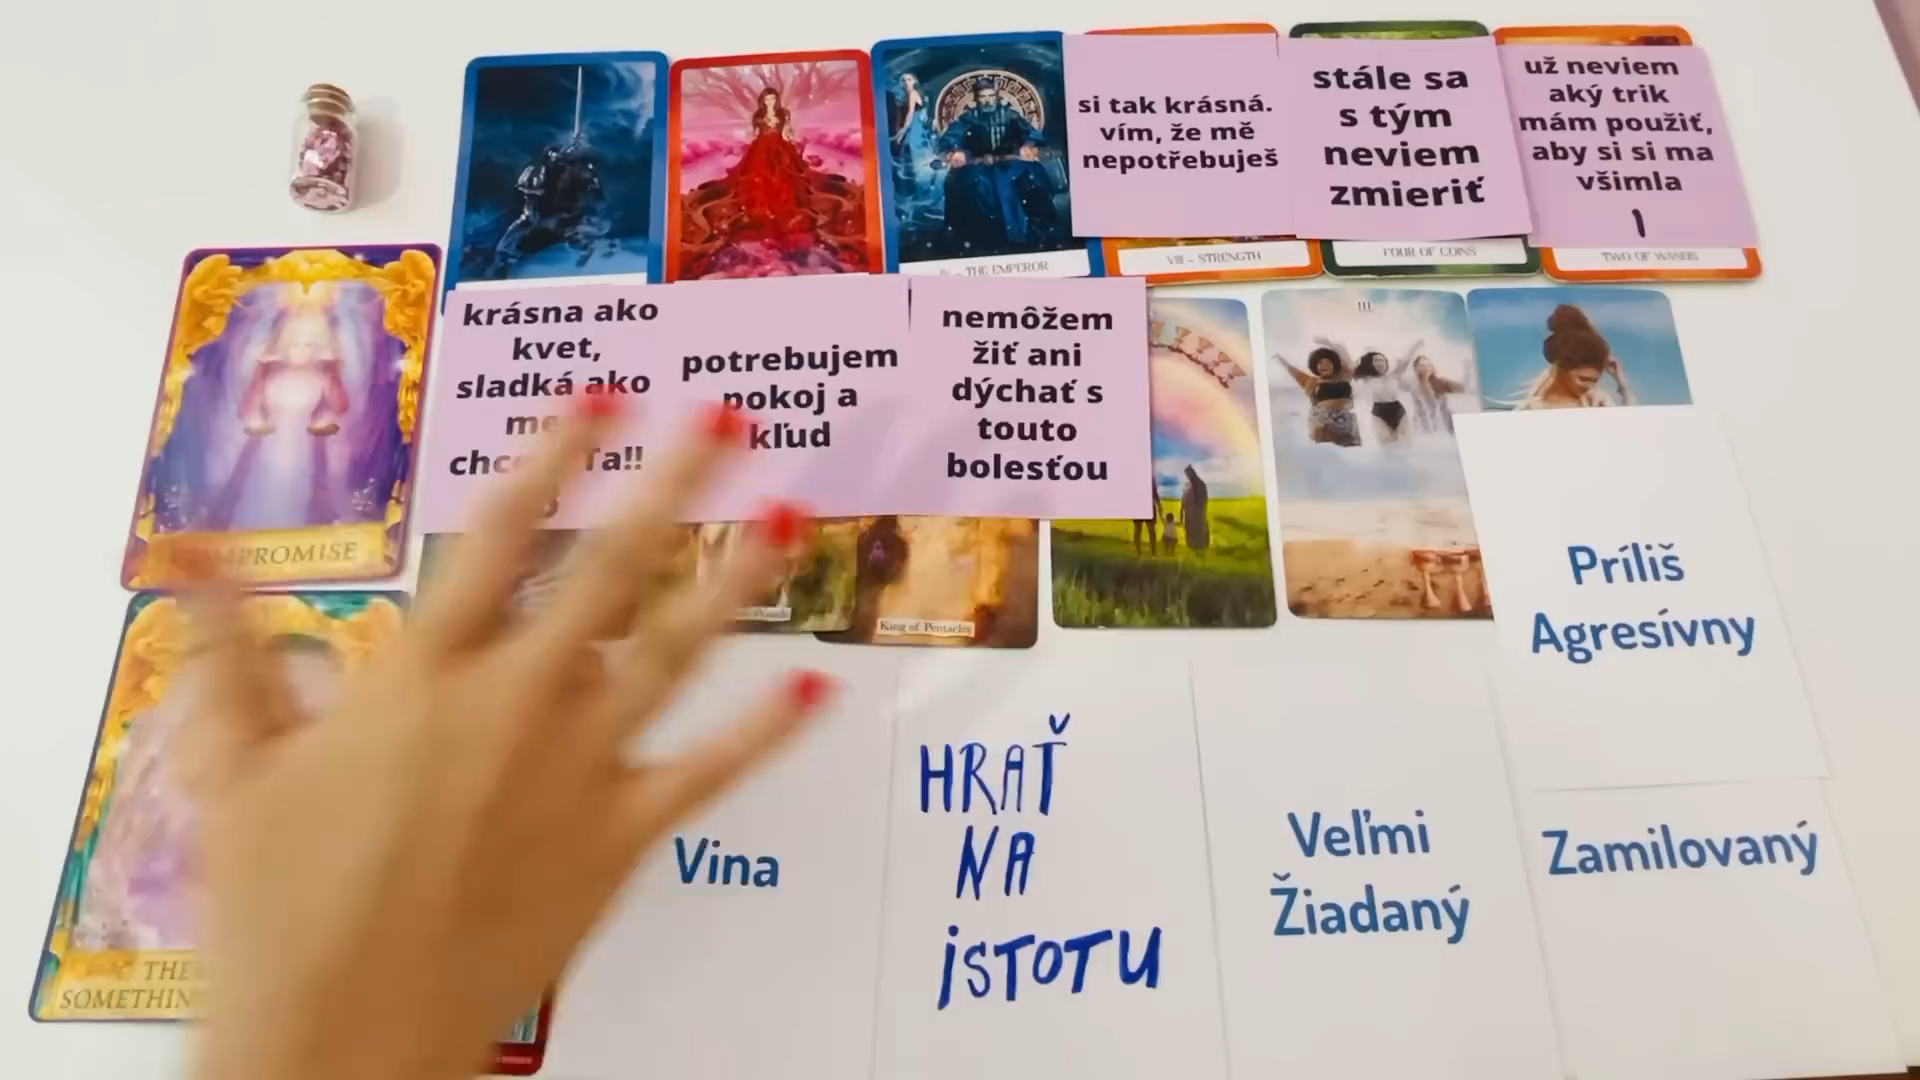 si tak krásná.
vím, že mě
nepotřebuješ
stále sa
s tým
neviem
zmieriť
už neviem
aký trik
mám použiť,
aby si si ma
všimla
IV – THE EMPEROR
VIII – STRENGTH
FOUR OF COINS
TWO OF WANDS
krásna ako
kvet,
sladká ako
potrebujem
pokoj a
kľud
nemôžem
žiť ani
dýchať s
touto
bolesťou
III
King of Pentacles
Príliš
Agresívny
Vina
HRAŤ
NA
iSTOTU
Veľmi
Žiadaný
Zamilovaný
THE